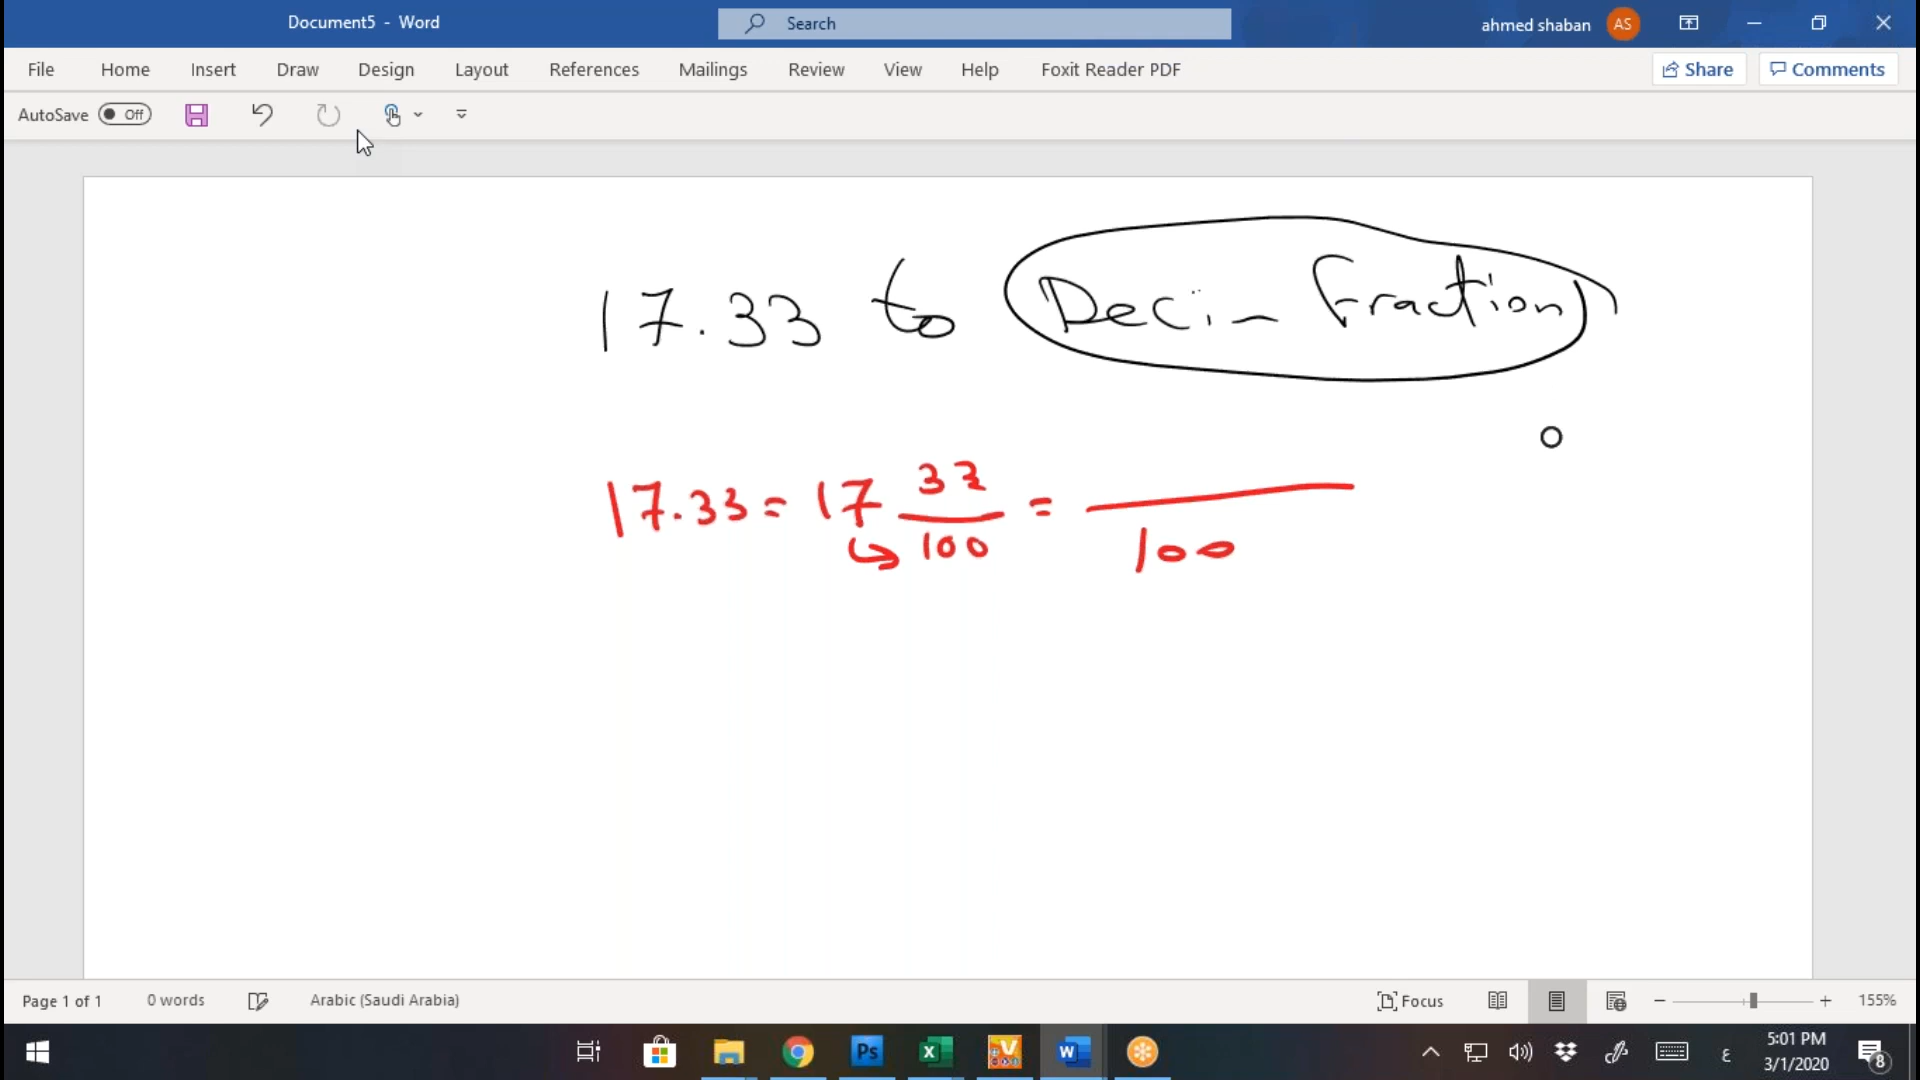 Document5 - Word
Search
ahmed shaban AS
File Home Insert Draw Design Layout References Mailings Review View Help Foxit Reader PDF Share Comments
AutoSave Off
17.33 to Deci- Fraction
17.33 = 17 33/100 = /100
Page 1 of 1 0 words Arabic (Saudi Arabia) Focus 155%
Ps X W ع 5:01 PM
3/1/2020 8